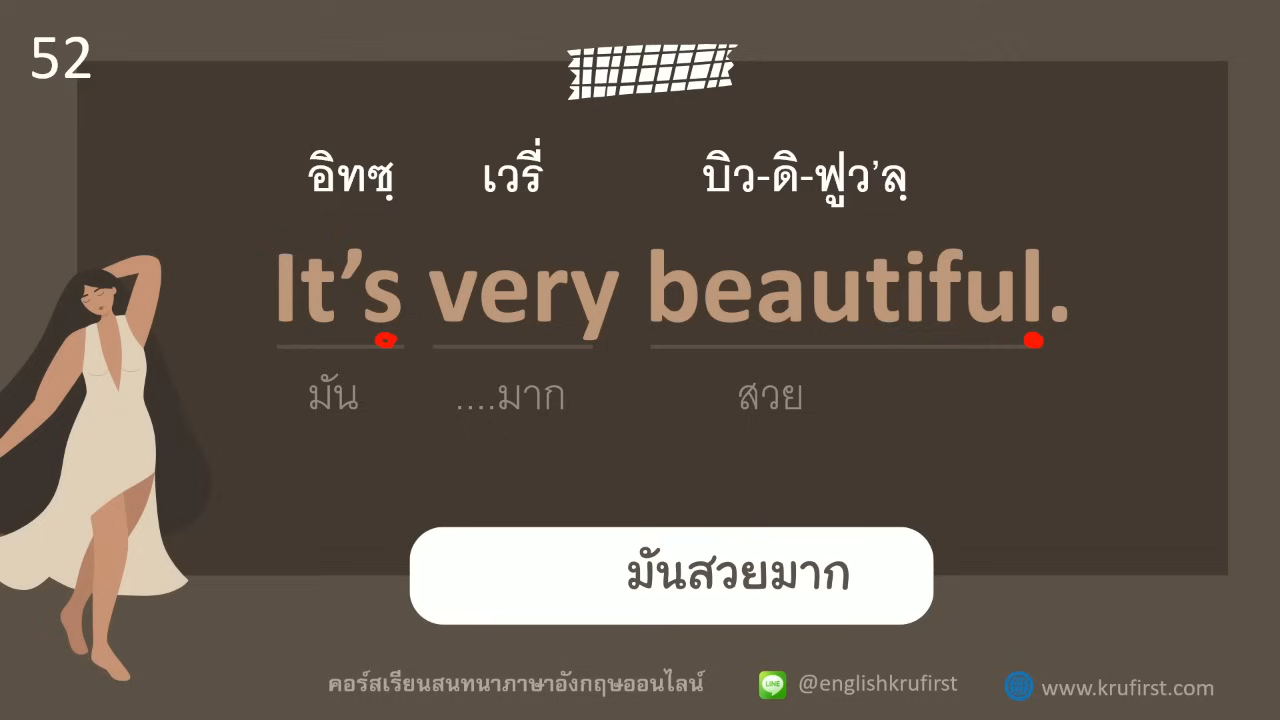 52
อิทซฺ เวรี่ บิว-ดิ-ฟูว’ลฺ
It’s very beautiful.
มัน ....มาก สวย
มันสวยมาก
คอร์สเรียนสนทนาภาษาอังกฤษออนไลน์ LINE @englishkrufirst www.krufirst.com